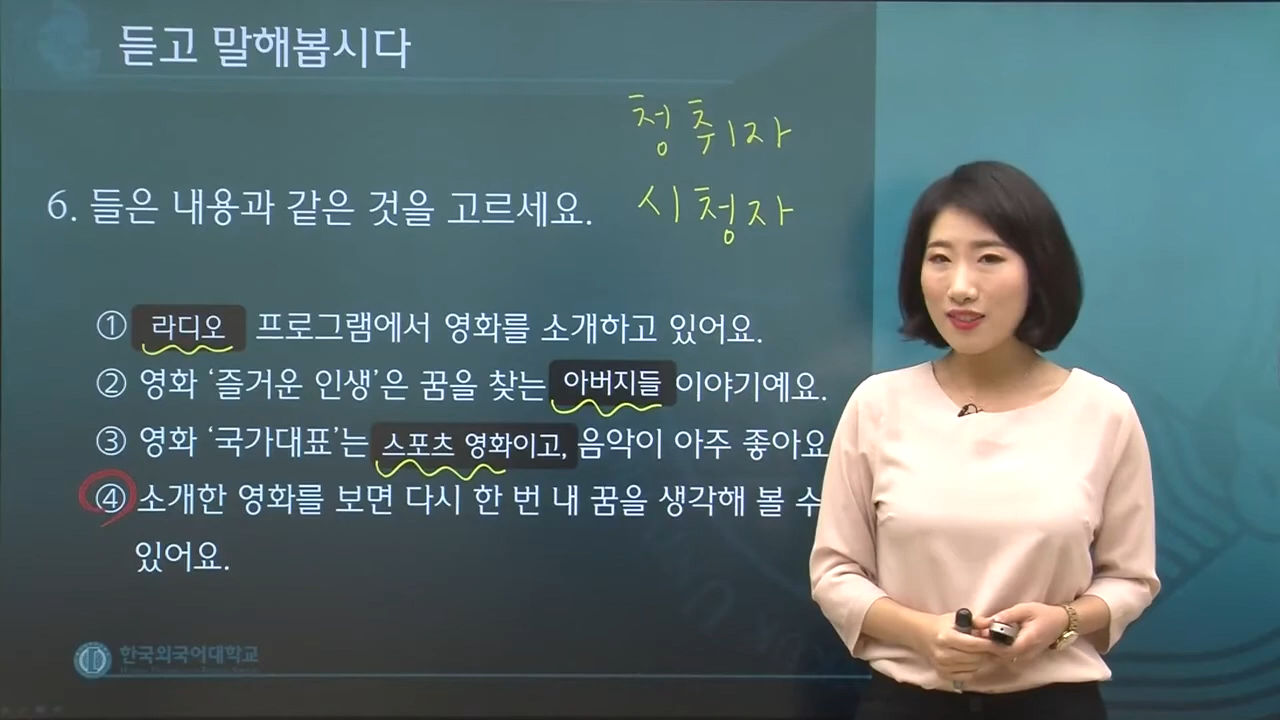 듣고 말해봅시다
청취자
시청자
6. 들은 내용과 같은 것을 고르세요.
① 라디오 프로그램에서 영화를 소개하고 있어요.
② 영화 ‘즐거운 인생’은 꿈을 찾는 아버지들 이야기예요.
③ 영화 ‘국가대표’는 스포츠 영화이고, 음악이 아주 좋아요
④ 소개한 영화를 보면 다시 한 번 내 꿈을 생각해 볼 수
있어요.
한국외국어대학교